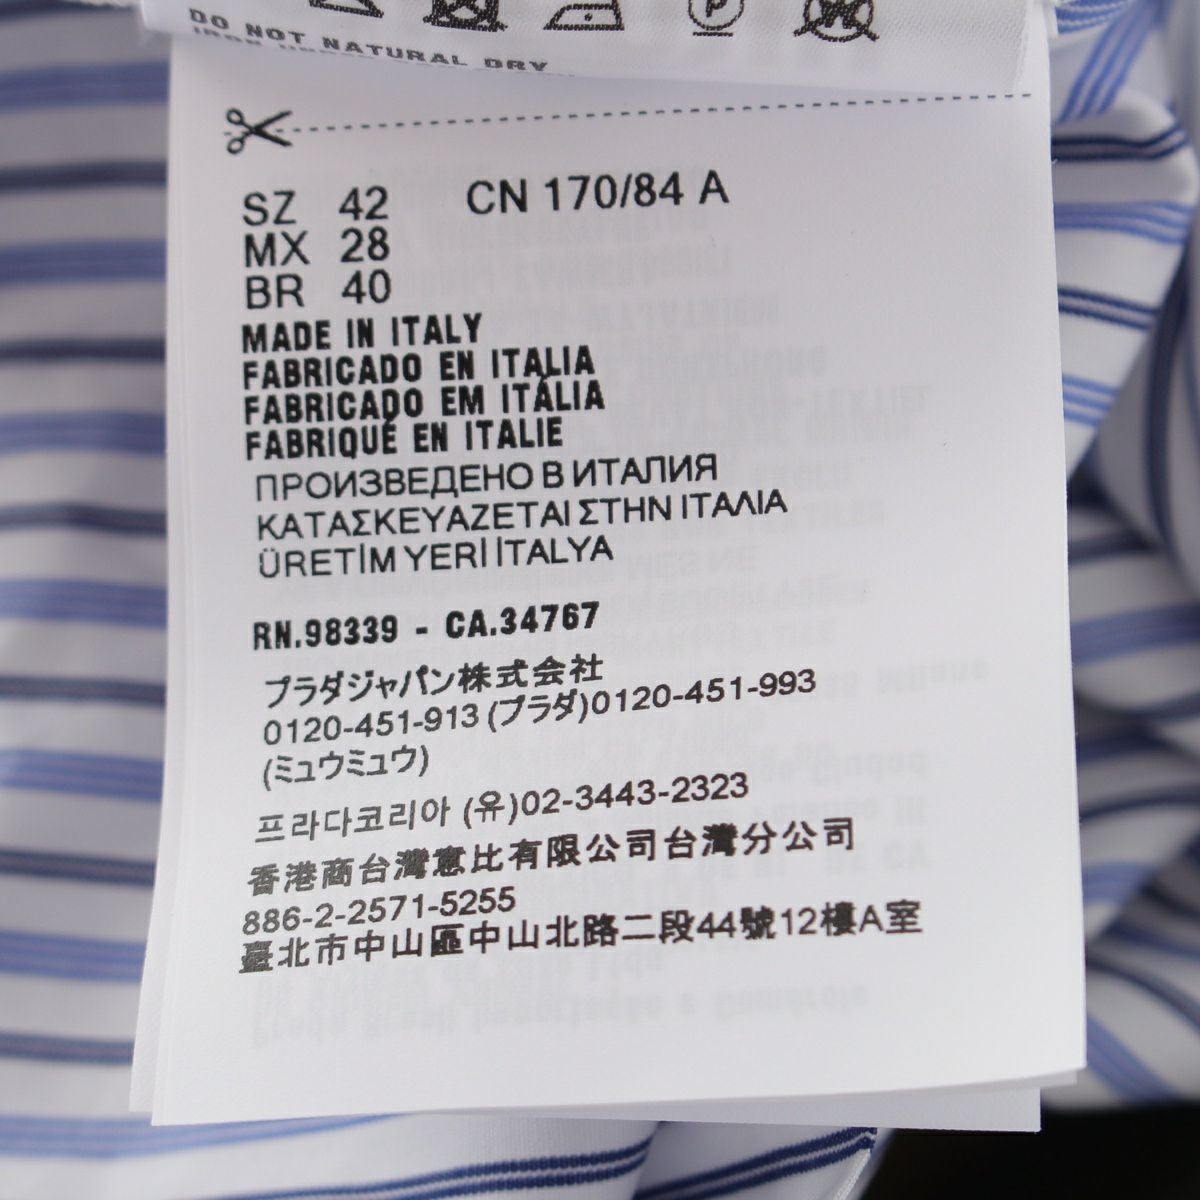 DO NOT NATURAL DRY
SZ 42 CN 170/84 A
MX 28
BR 40
MADE IN ITALY
FABRICADO EN ITALIA
FABRICADO EM ITÁLIA
FABRIQUÉ EN ITALIE
ПРОИЗВЕДЕНО В ИТАЛИЯ
ΚΑΤΑΣΚΕΥΑΖΕΤΑΙ ΣΤΗΝ ΙΤΑΛΙΑ
ÜRETİM YERİ İTALYA
RN.98339 - CA.34767
プラダジャパン株式会社
0120-451-913 (プラダ)0120-451-993
(ミュウミュウ)
프라다코리아 (유)02-3443-2323
香港商台灣意比有限公司台灣分公司
886-2-2571-5255
臺北市中山區中山北路二段44號12樓A室